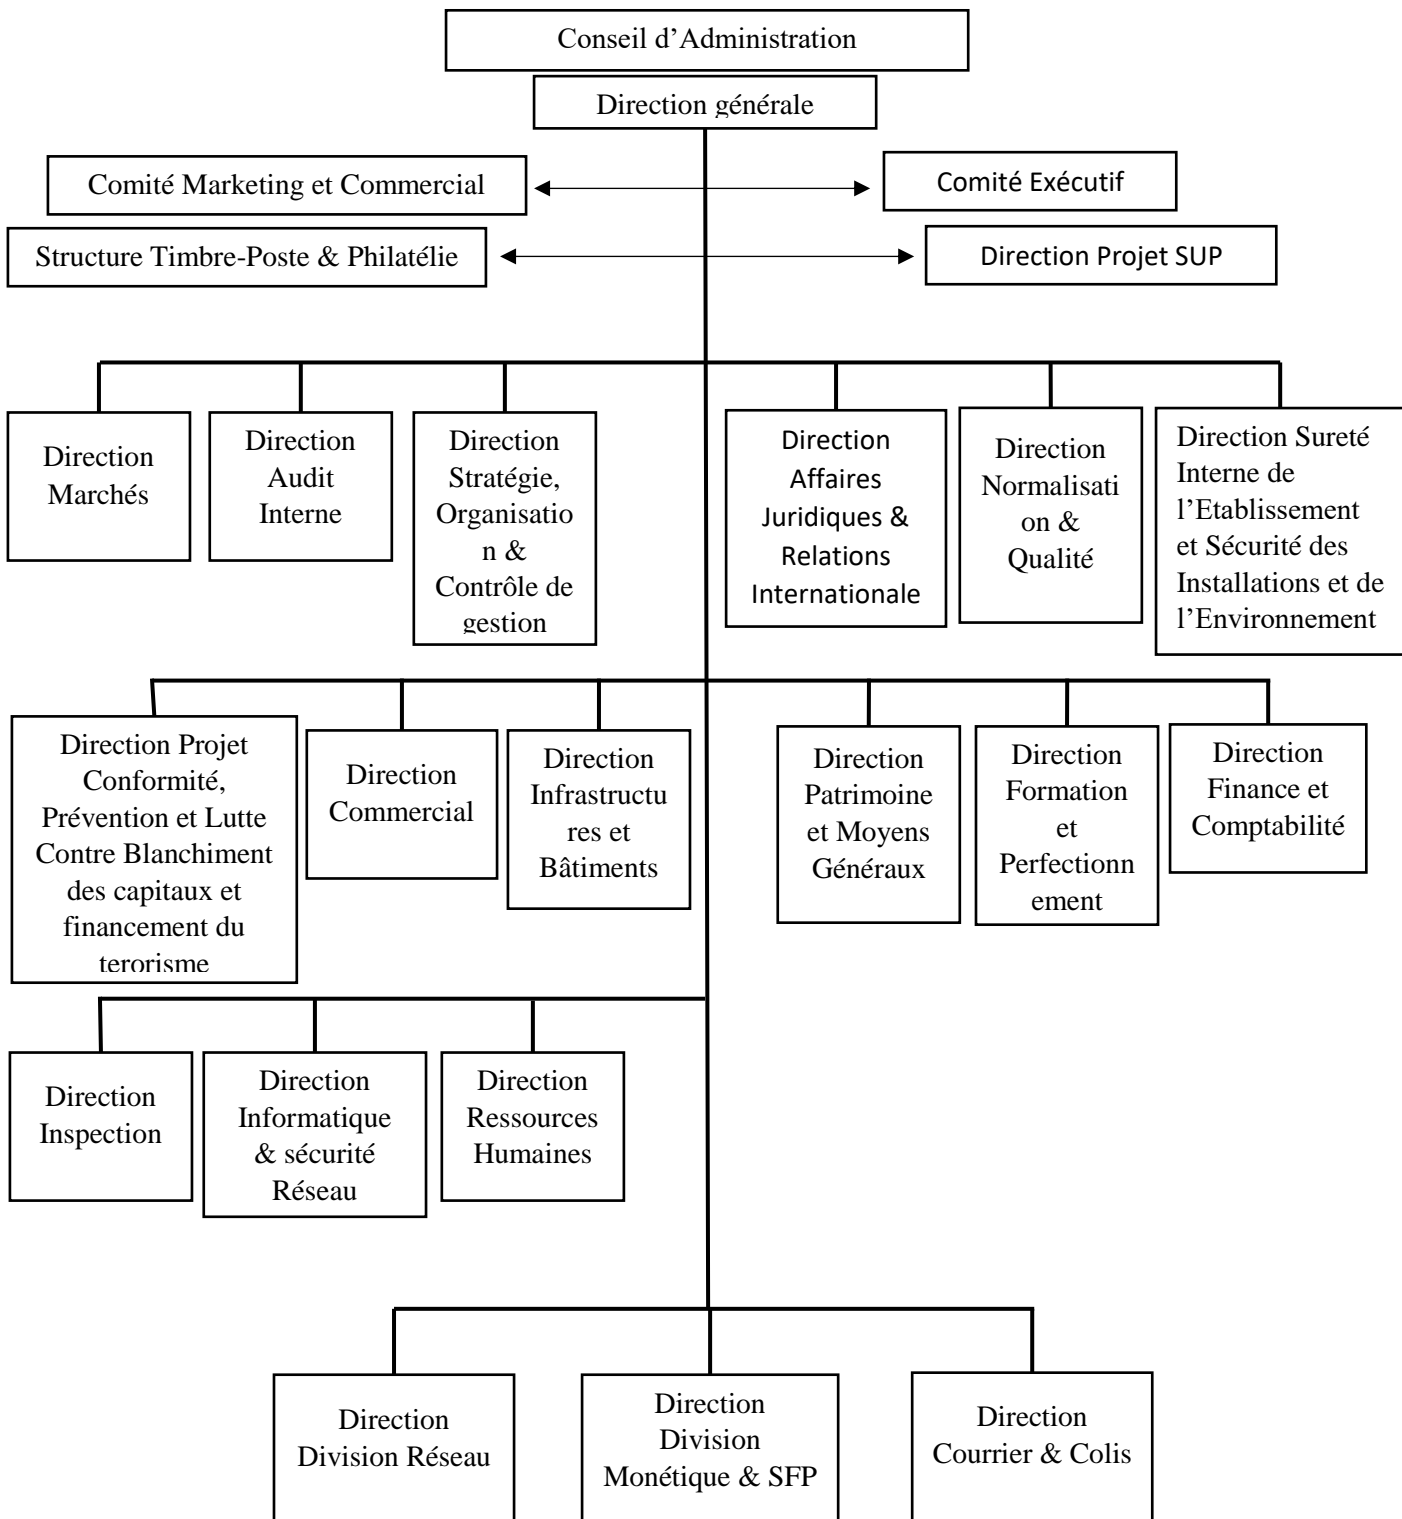 Conseil d’Administration
Direction générale
Comité Marketing et Commercial
Comité Exécutif
Structure Timbre-Poste & Philatélie
Direction Projet SUP
Direction
Marchés
Direction
Audit
Interne
Direction
Stratégie,
Organisatio
n &
Contrôle de
gestion
Direction
Affaires
Juridiques &
Relations
Internationale
Direction
Normalisati
on &
Qualité
Direction Sureté
Interne de
l’Etablissement
et Sécurité des
Installations et de
l’Environnement
Direction Projet
Conformité,
Prévention et Lutte
Contre Blanchiment
des capitaux et
financement du
terorisme
Direction
Commercial
Direction
Infrastructu
res et
Bâtiments
Direction
Patrimoine
et Moyens
Généraux
Direction
Formation
et
Perfectionn
ement
Direction
Finance et
Comptabilité
Direction
Inspection
Direction
Informatique
& sécurité
Réseau
Direction
Ressources
Humaines
Direction
Division Réseau
Direction
Division
Monétique & SFP
Direction
Courrier & Colis